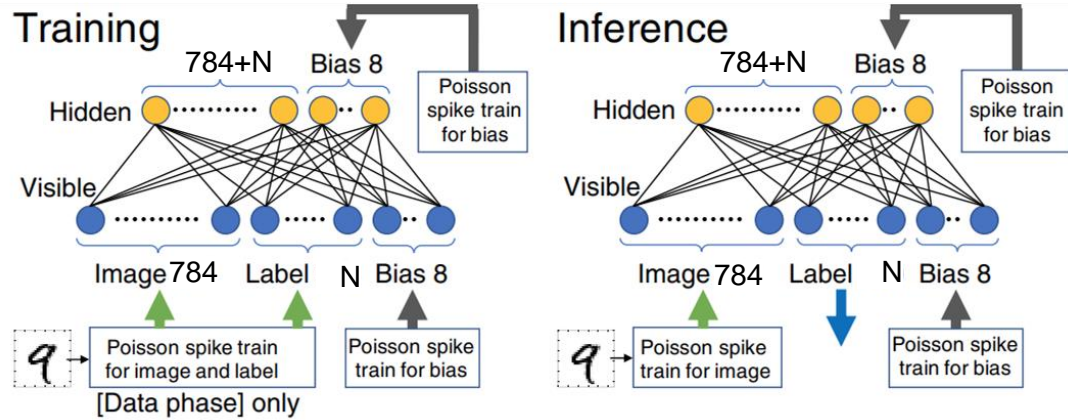 Training
784+N
Bias 8
Poisson
spike train
for bias
Hidden
Visible
Image 784
Label
N
Bias 8
9
Poisson spike train
for image and label
Poisson spike
train for bias
[Data phase] only
Inference
784+N
Bias 8
Poisson
spike train
for bias
Hidden
Visible
Image 784
Label
N
Bias 8
9
Poisson spike
train for image
Poisson spike
train for bias